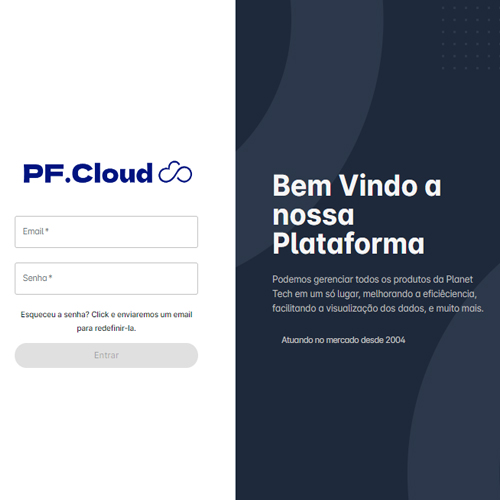 PF.Cloud
Email *
Senha *
Esqueceu a senha? Click e enviaremos um email
para redefinir-la.
Entrar
Bem Vindo a
nossa
Plataforma
Podemos gerenciar todos os produtos da Planet
Tech em um só lugar, melhorando a eficiêciencia,
facilitando a visualização dos dados, e muito mais.
Atuando no mercado desde 2004